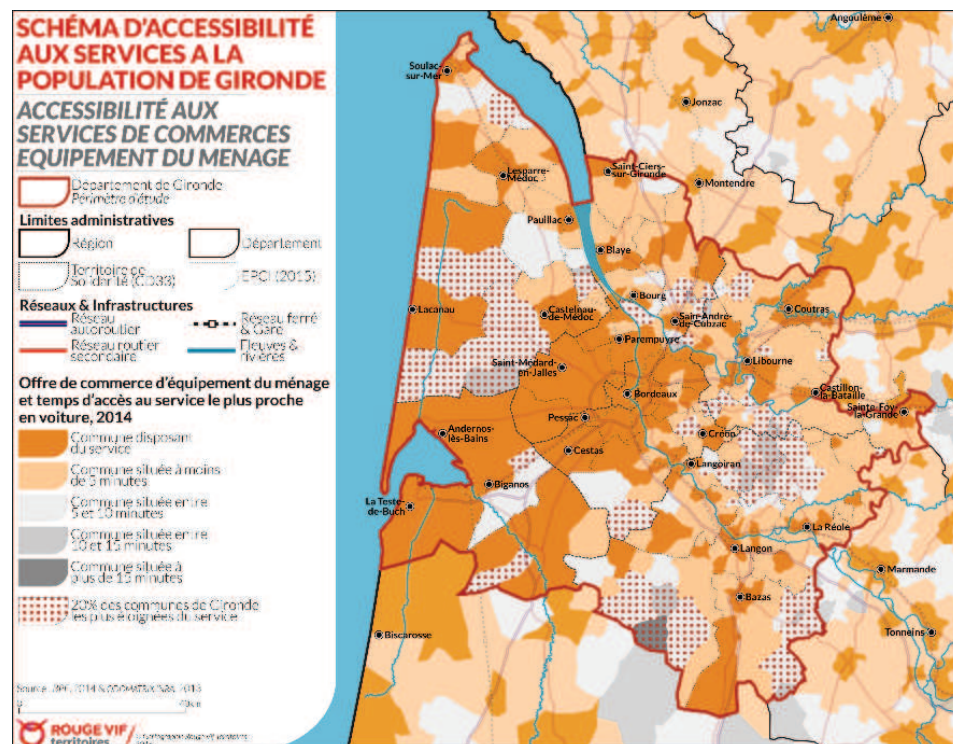 SCHÉMA D'ACCESSIBILITÉ
AUX SERVICES A LA
POPULATION DE GIRONDE
ACCESSIBILITÉ AUX
SERVICES DE COMMERCES
EQUIPEMENT DU MENAGE
Département de Gironde
Périmètre d'étude
Limites administratives
Région
Département
Territoire de
Solidarité (CD33)
EPCI (2015)
Réseaux & Infrastructures
Réseau
autoroutier
Réseau ferré
& Gare
Réseau routier
secondaire
Fleuves &
rivières
Offre de commerce d'équipement du ménage
et temps d'accès au service le plus proche
en voiture, 2014
Commune disposant
du service
Commune située à moins
de 5 minutes
Commune située entre
5 et 10 minutes
Commune située entre
10 et 15 minutes
Commune située à
plus de 15 minutes
20% des communes de Gironde
les plus éloignées du service
0
40km
ROUGE VIF
territoires
Angoulême
Soulac-
sur-Mer
Jonzac
Lesparre-
Médoc
Saint-Ciers-
sur-Gironde
Montendre
Pauillac
Blaye
Bourg
Lacanau
Castelnau-
de-Médoc
Sain-André-
de-Cubzac
Coutras
Parempuyre
Saint-Médard-
en-Jalles
Libourne
Bordeaux
Castillon-
la-Bataille
Sainte-Foy-
la-Grande
Pessac
Andernos-
lès-Bains
Créon
Cestas
Langoiran
Biganos
La Teste-
de-Buch
La Réole
Langon
Marmande
Bazas
Biscarosse
Tonneins